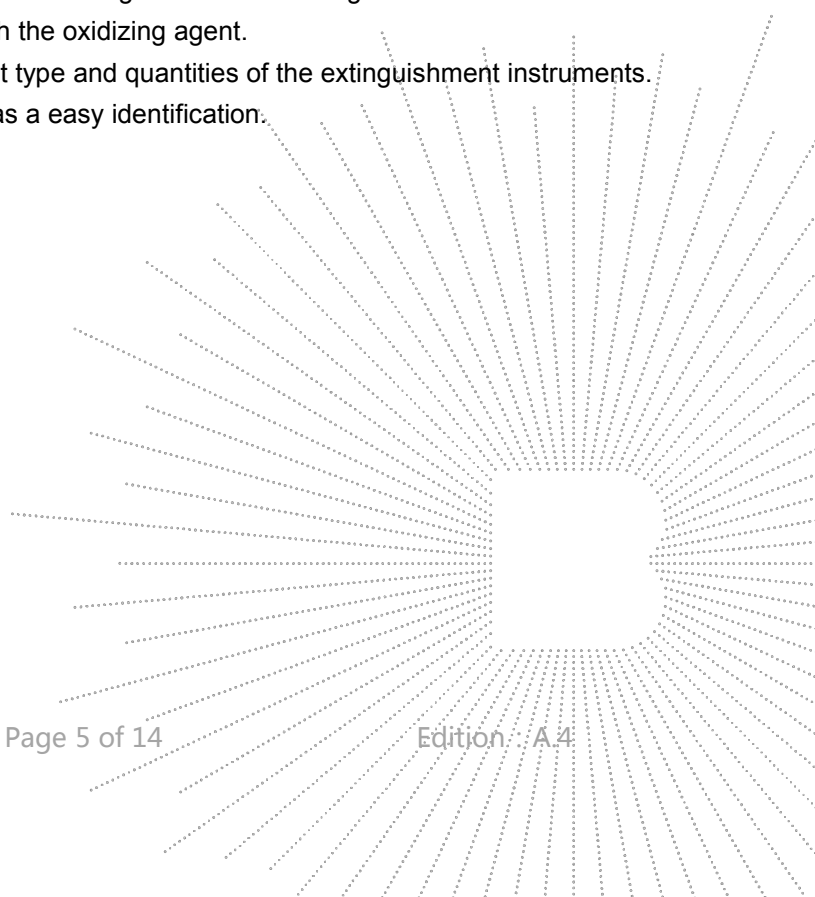 h the oxidizing agent.
t type and quantities of the extinguishment instruments.
as a easy identification.
Page 5 of 14 Edition: A.4